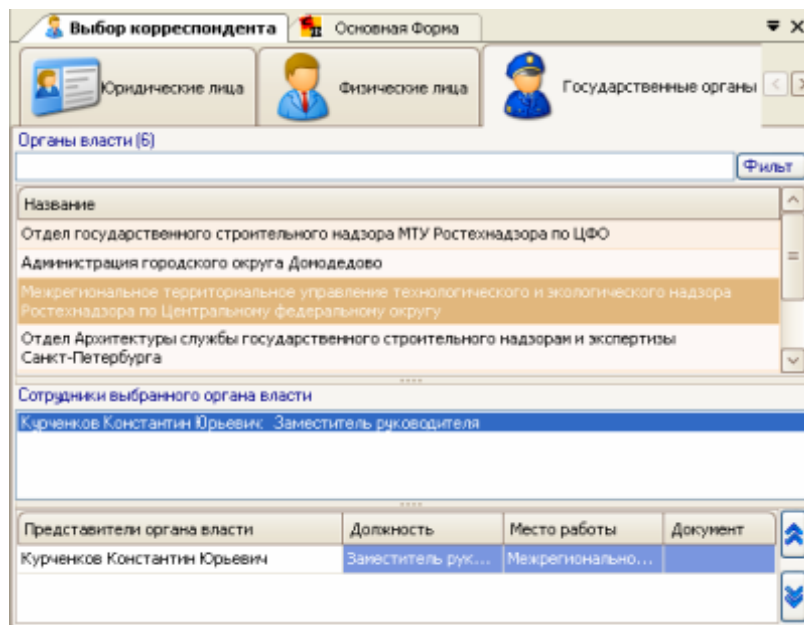 Выбор корреспондента
Основная Форма
Юридические лица
Физические лица
Государственные органы
Органы власти (6)
Фильт
Название
Отдел государственного строительного надзора МТУ Ростехнадзора по ЦФО
Администрация городского округа Домодедово
Межрегиональное территориальное управление технологического и экологического надзора
Ростехнадзора по Центральному федеральному округу
Отдел Архитектуры службы государственного строительного надзорам и экспертизы
Санкт-Петербурга
Сотрудники выбранного органа власти
Курченков Константин Юрьевич: Заместитель руководителя
Представители органа власти Должность Место работы Документ
Курченков Константин Юрьевич Заместитель рук... Межрегионально...